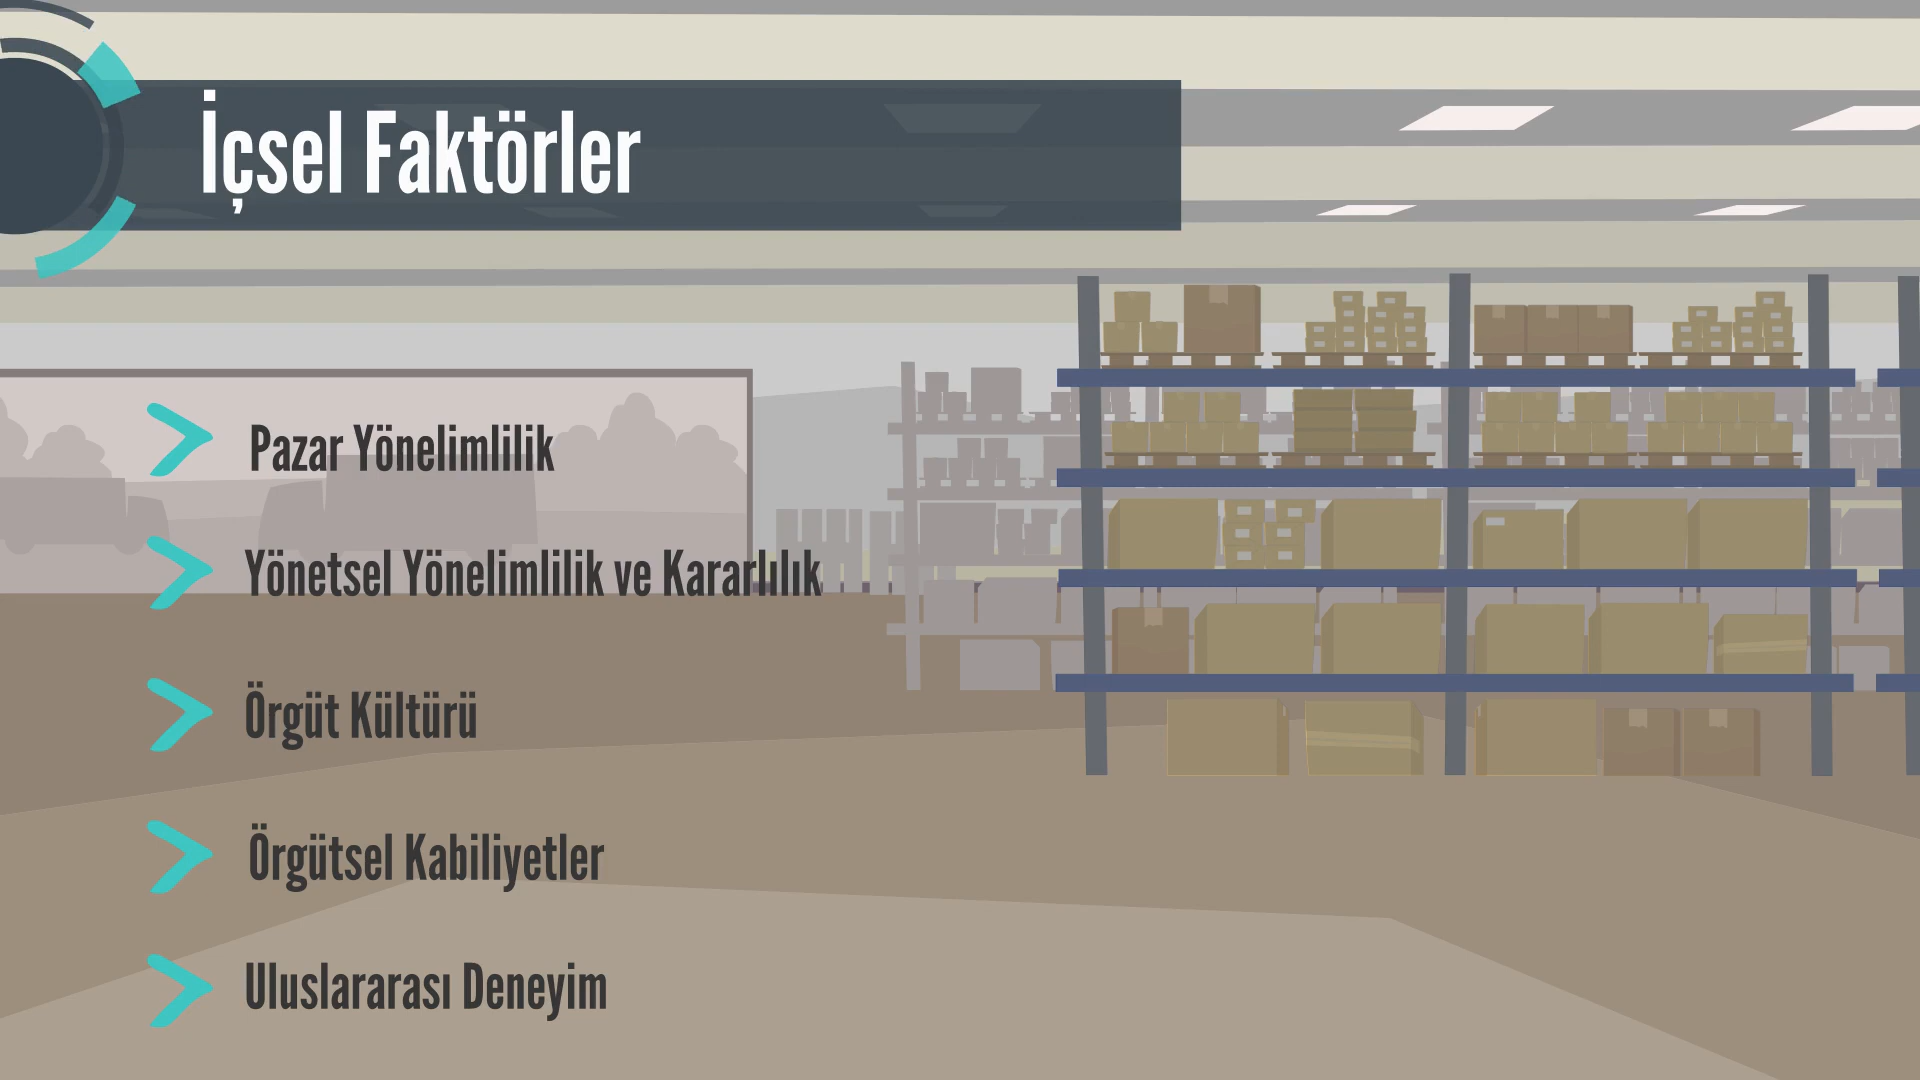 İçsel Faktörler
Pazar Yönelimlilik
Yönetsel Yönelimlilik ve Kararlılık
Örgüt Kültürü
Örgütsel Kabiliyetler
Uluslararası Deneyim